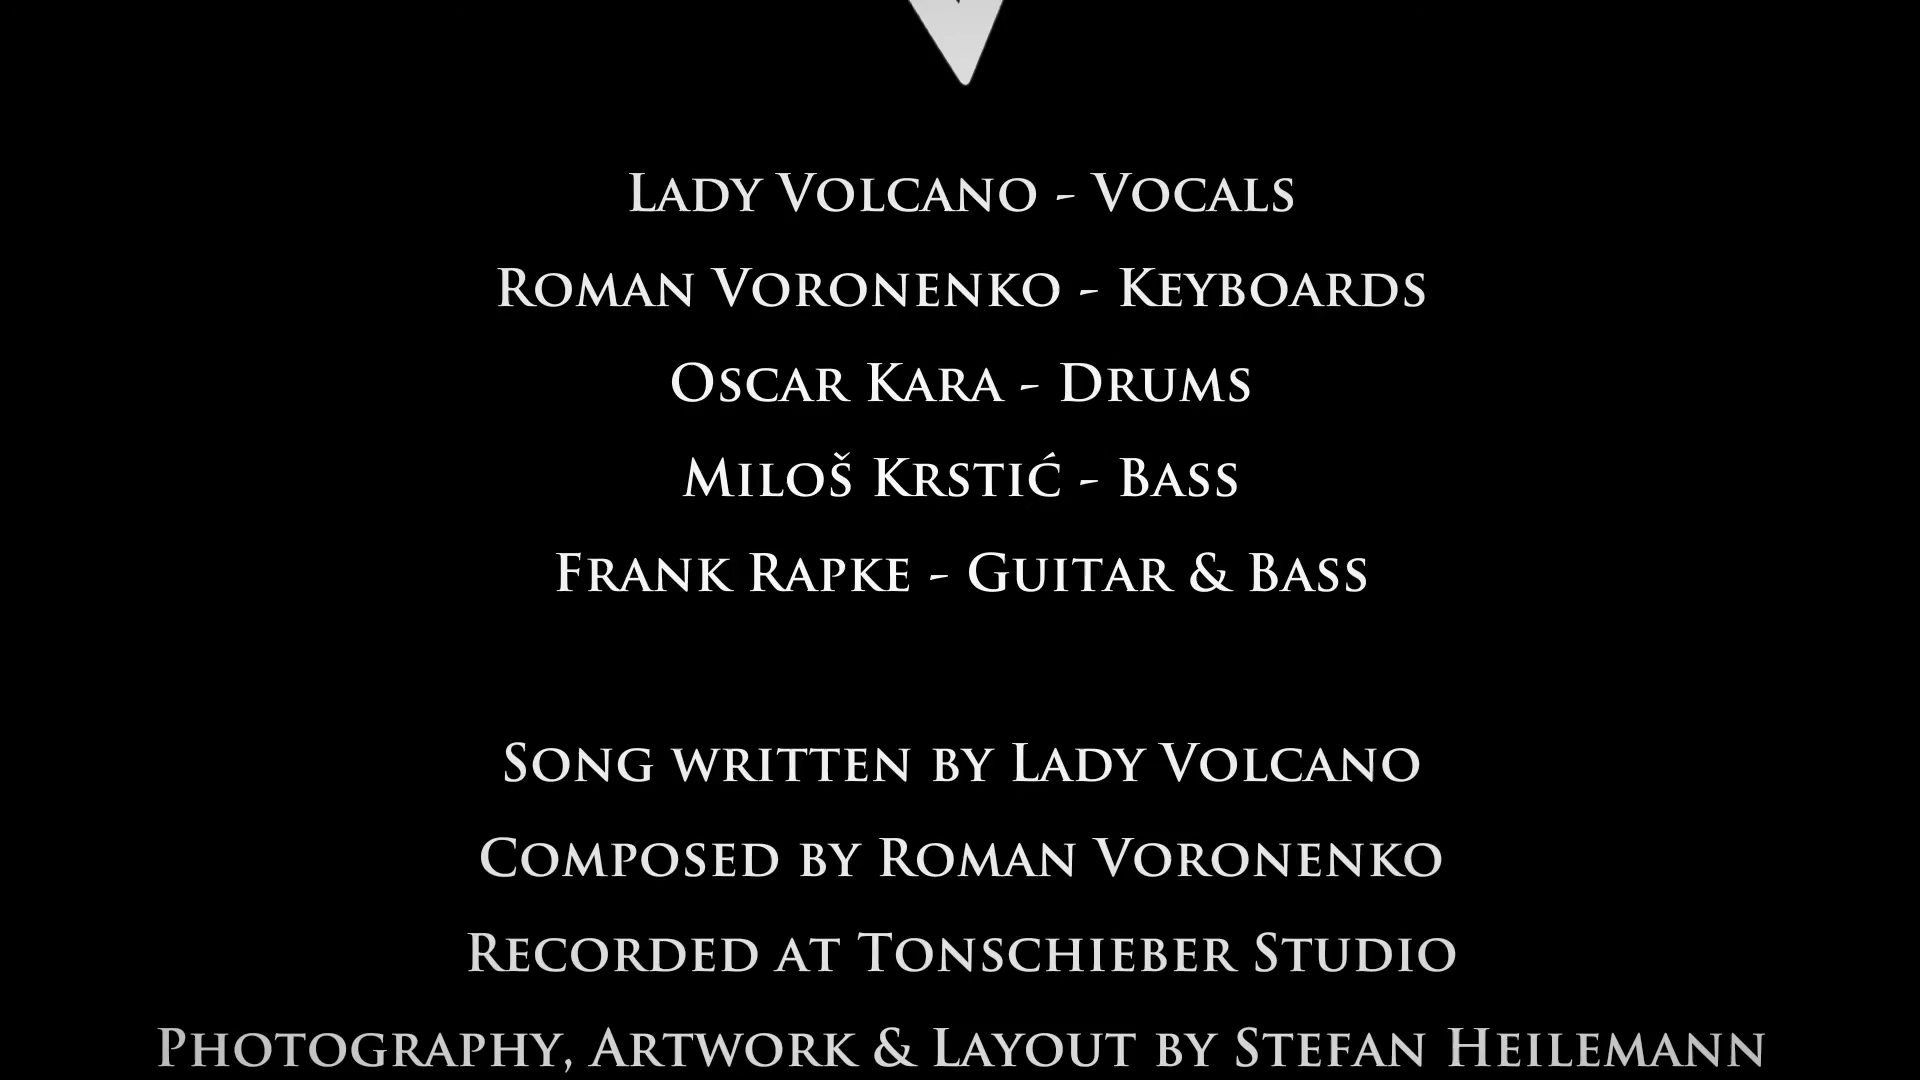 Lady Volcano - Vocals
Roman Voronenko - Keyboards
Oscar Kara - Drums
Miloš Krstić - Bass
Frank Rapke - Guitar & Bass
Song written by Lady Volcano
Composed by Roman Voronenko
Recorded at Tonschieber Studio
Photography, Artwork & Layout by Stefan Heilemann